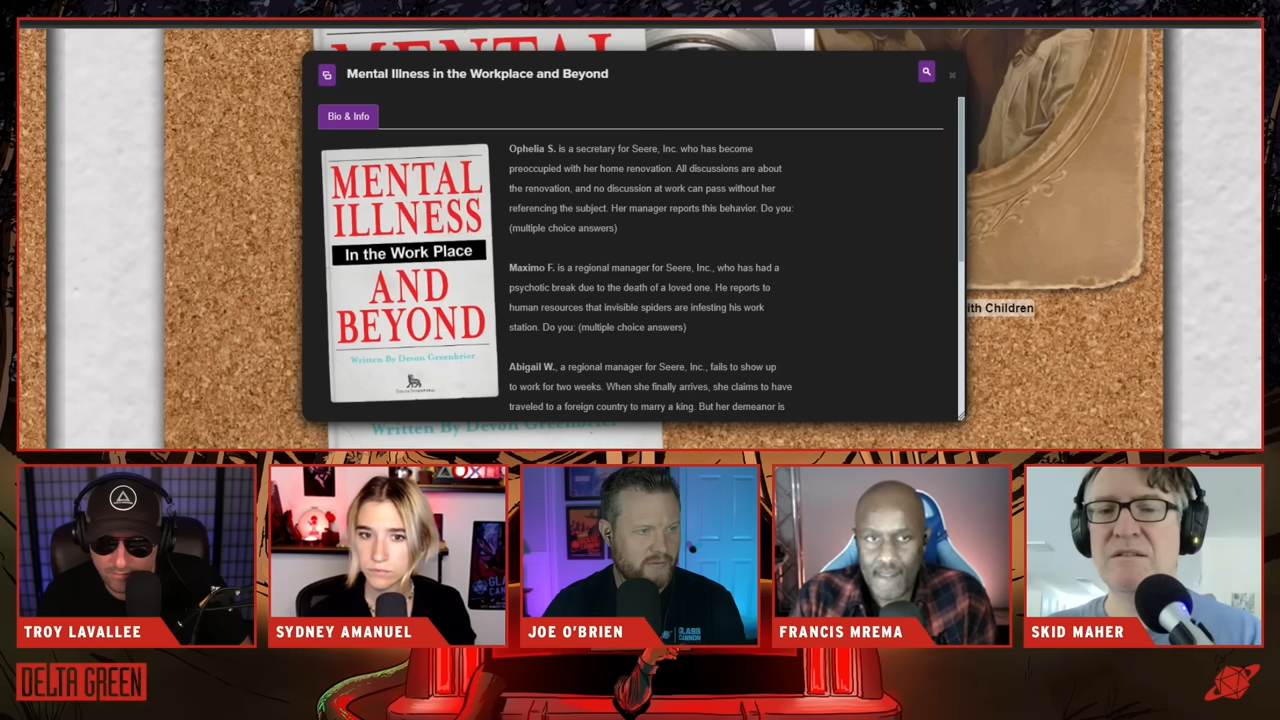 MENTAL
Mental Illness in the Workplace and Beyond
Bio & Info
MENTAL
ILLNESS
In the Work Place
AND
BEYOND
Written By Devon Greenbrier
Ophelia S. is a secretary for Seere, Inc. who has become
preoccupied with her home renovation. All discussions are about
the renovation, and no discussion at work can pass without her
referencing the subject. Her manager reports this behavior. Do you:
(multiple choice answers)
Maximo F. is a regional manager for Seere, Inc., who has had a
psychotic break due to the death of a loved one. He reports to
human resources that invisible spiders are infesting his work
station. Do you: (multiple choice answers)
Abigail W., a regional manager for Seere, Inc., fails to show up
to work for two weeks. When she finally arrives, she claims to have
traveled to a foreign country to marry a king. But her demeanor is
ith Children
Written By Devon Greenbrier
GLASS
CANNON
TROY LAVALLEE
SYDNEY AMANUEL
JOE O'BRIEN
FRANCIS MREMA
SKID MAHER
DELTA GREEN